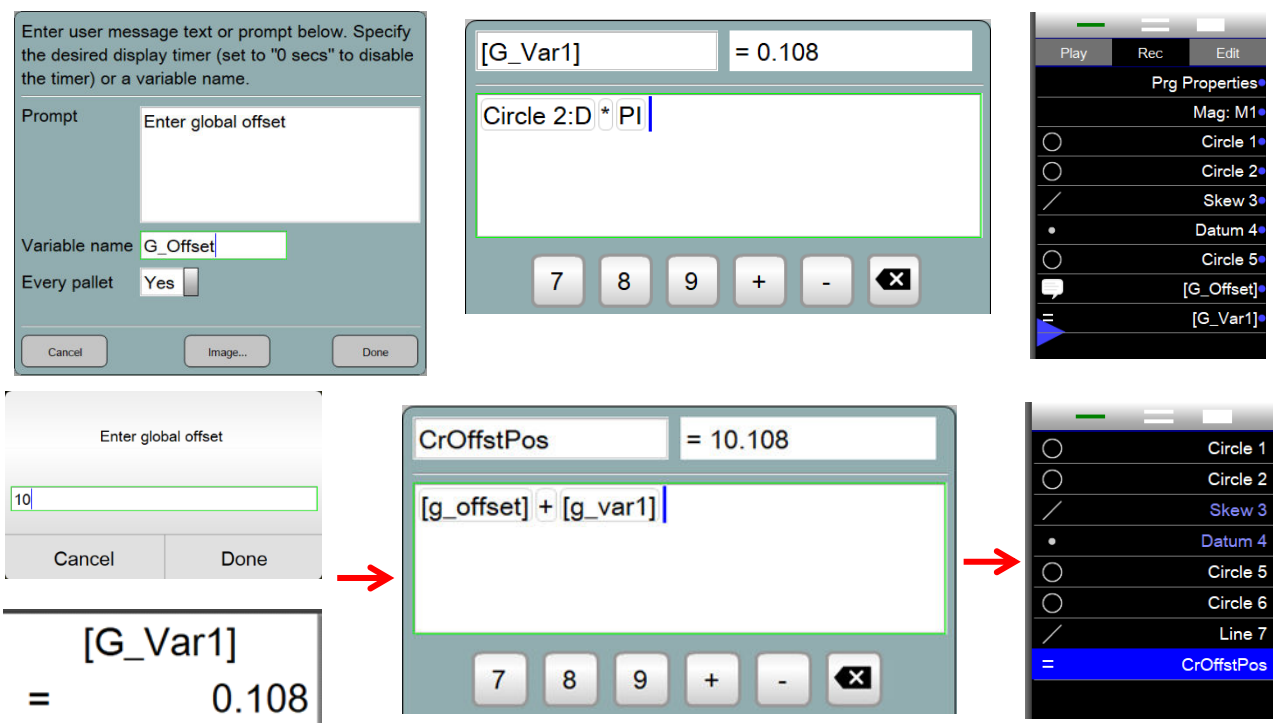 Enter user message text or prompt below. Specify
the desired display timer (set to "0 secs" to disable
the timer) or a variable name.
Prompt
Enter global offset
Variable name G_Offset
Every pallet Yes
Cancel Image... Done
[G_Var1] = 0.108
Circle 2:D * PI
7 8 9 + -
Play Rec Edit
Prg Properties
Mag: M1
Circle 1
Circle 2
Skew 3
Datum 4
Circle 5
[G_Offset]
= [G_Var1]
Enter global offset
10
Cancel Done
[G_Var1]
= 0.108
CrOffstPos = 10.108
[g_offset] + [g_var1]
7 8 9 + -
Circle 1
Circle 2
Skew 3
Datum 4
Circle 5
Circle 6
Line 7
= CrOffstPos